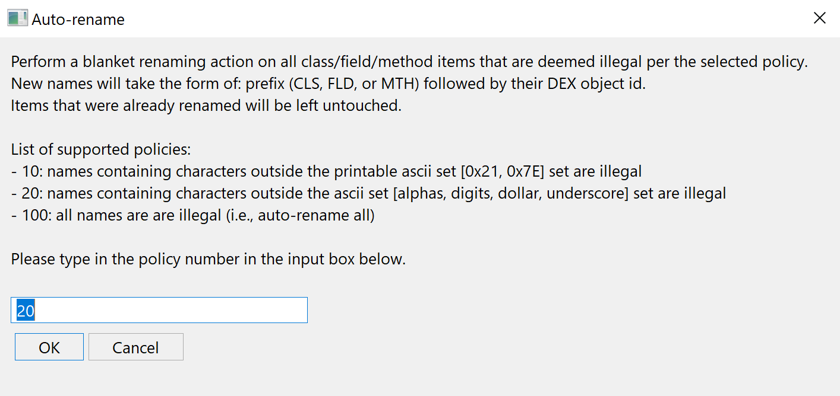 Auto-rename
Perform a blanket renaming action on all class/field/method items that are deemed illegal per the selected policy.
New names will take the form of: prefix (CLS, FLD, or MTH) followed by their DEX object id.
Items that were already renamed will be left untouched.
List of supported policies:
- 10: names containing characters outside the printable ascii set [0x21, 0x7E] set are illegal
- 20: names containing characters outside the ascii set [alphas, digits, dollar, underscore] set are illegal
- 100: all names are are illegal (i.e., auto-rename all)
Please type in the policy number in the input box below.
20
OK Cancel